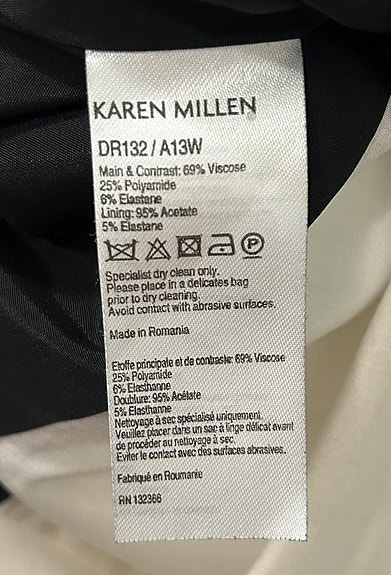 KAREN MILLEN
DR132 / A13W
Main & Contrast: 69% Viscose
25% Polyamide
6% Elastane
Lining: 95% Acetate
5% Elastane
P
Specialist dry clean only.
Please place in a delicates bag
prior to dry cleaning.
Avoid contact with abrasive surfaces.
Made in Romania
Etoffe principale et de contraste: 69% Viscose
25% Polyamide
6% Elasthanne
Doublure: 95% Acétate
5% Elasthanne
Nettoyage à sec spécialisé uniquement.
Veuillez placer dans un sac à linge délicat avant
de procéder au nettoyage à sec.
Eviter le contact avec des surfaces abrasives.
Fabriqué en Roumanie
RN 132366